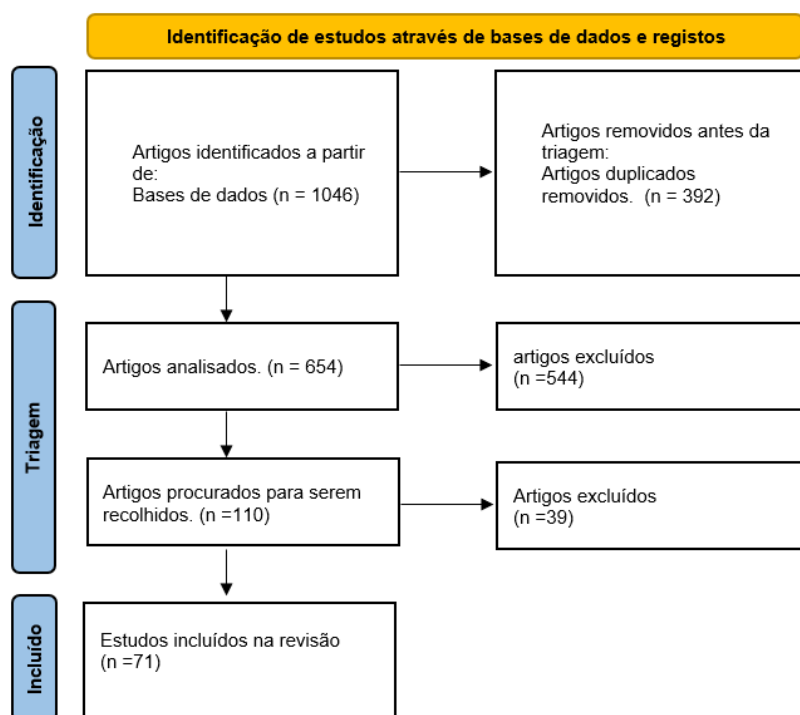 Identificação de estudos através de bases de dados e registos
Identificação
Artigos identificados a partir
de:
Bases de dados (n = 1046)
Artigos removidos antes da
triagem:
Artigos duplicados
removidos. (n = 392)
Triagem
Artigos analisados. (n = 654)
artigos excluídos
(n =544)
Artigos procurados para serem
recolhidos. (n =110)
Artigos excluídos
(n =39)
Incluído
Estudos incluídos na revisão
(n =71)